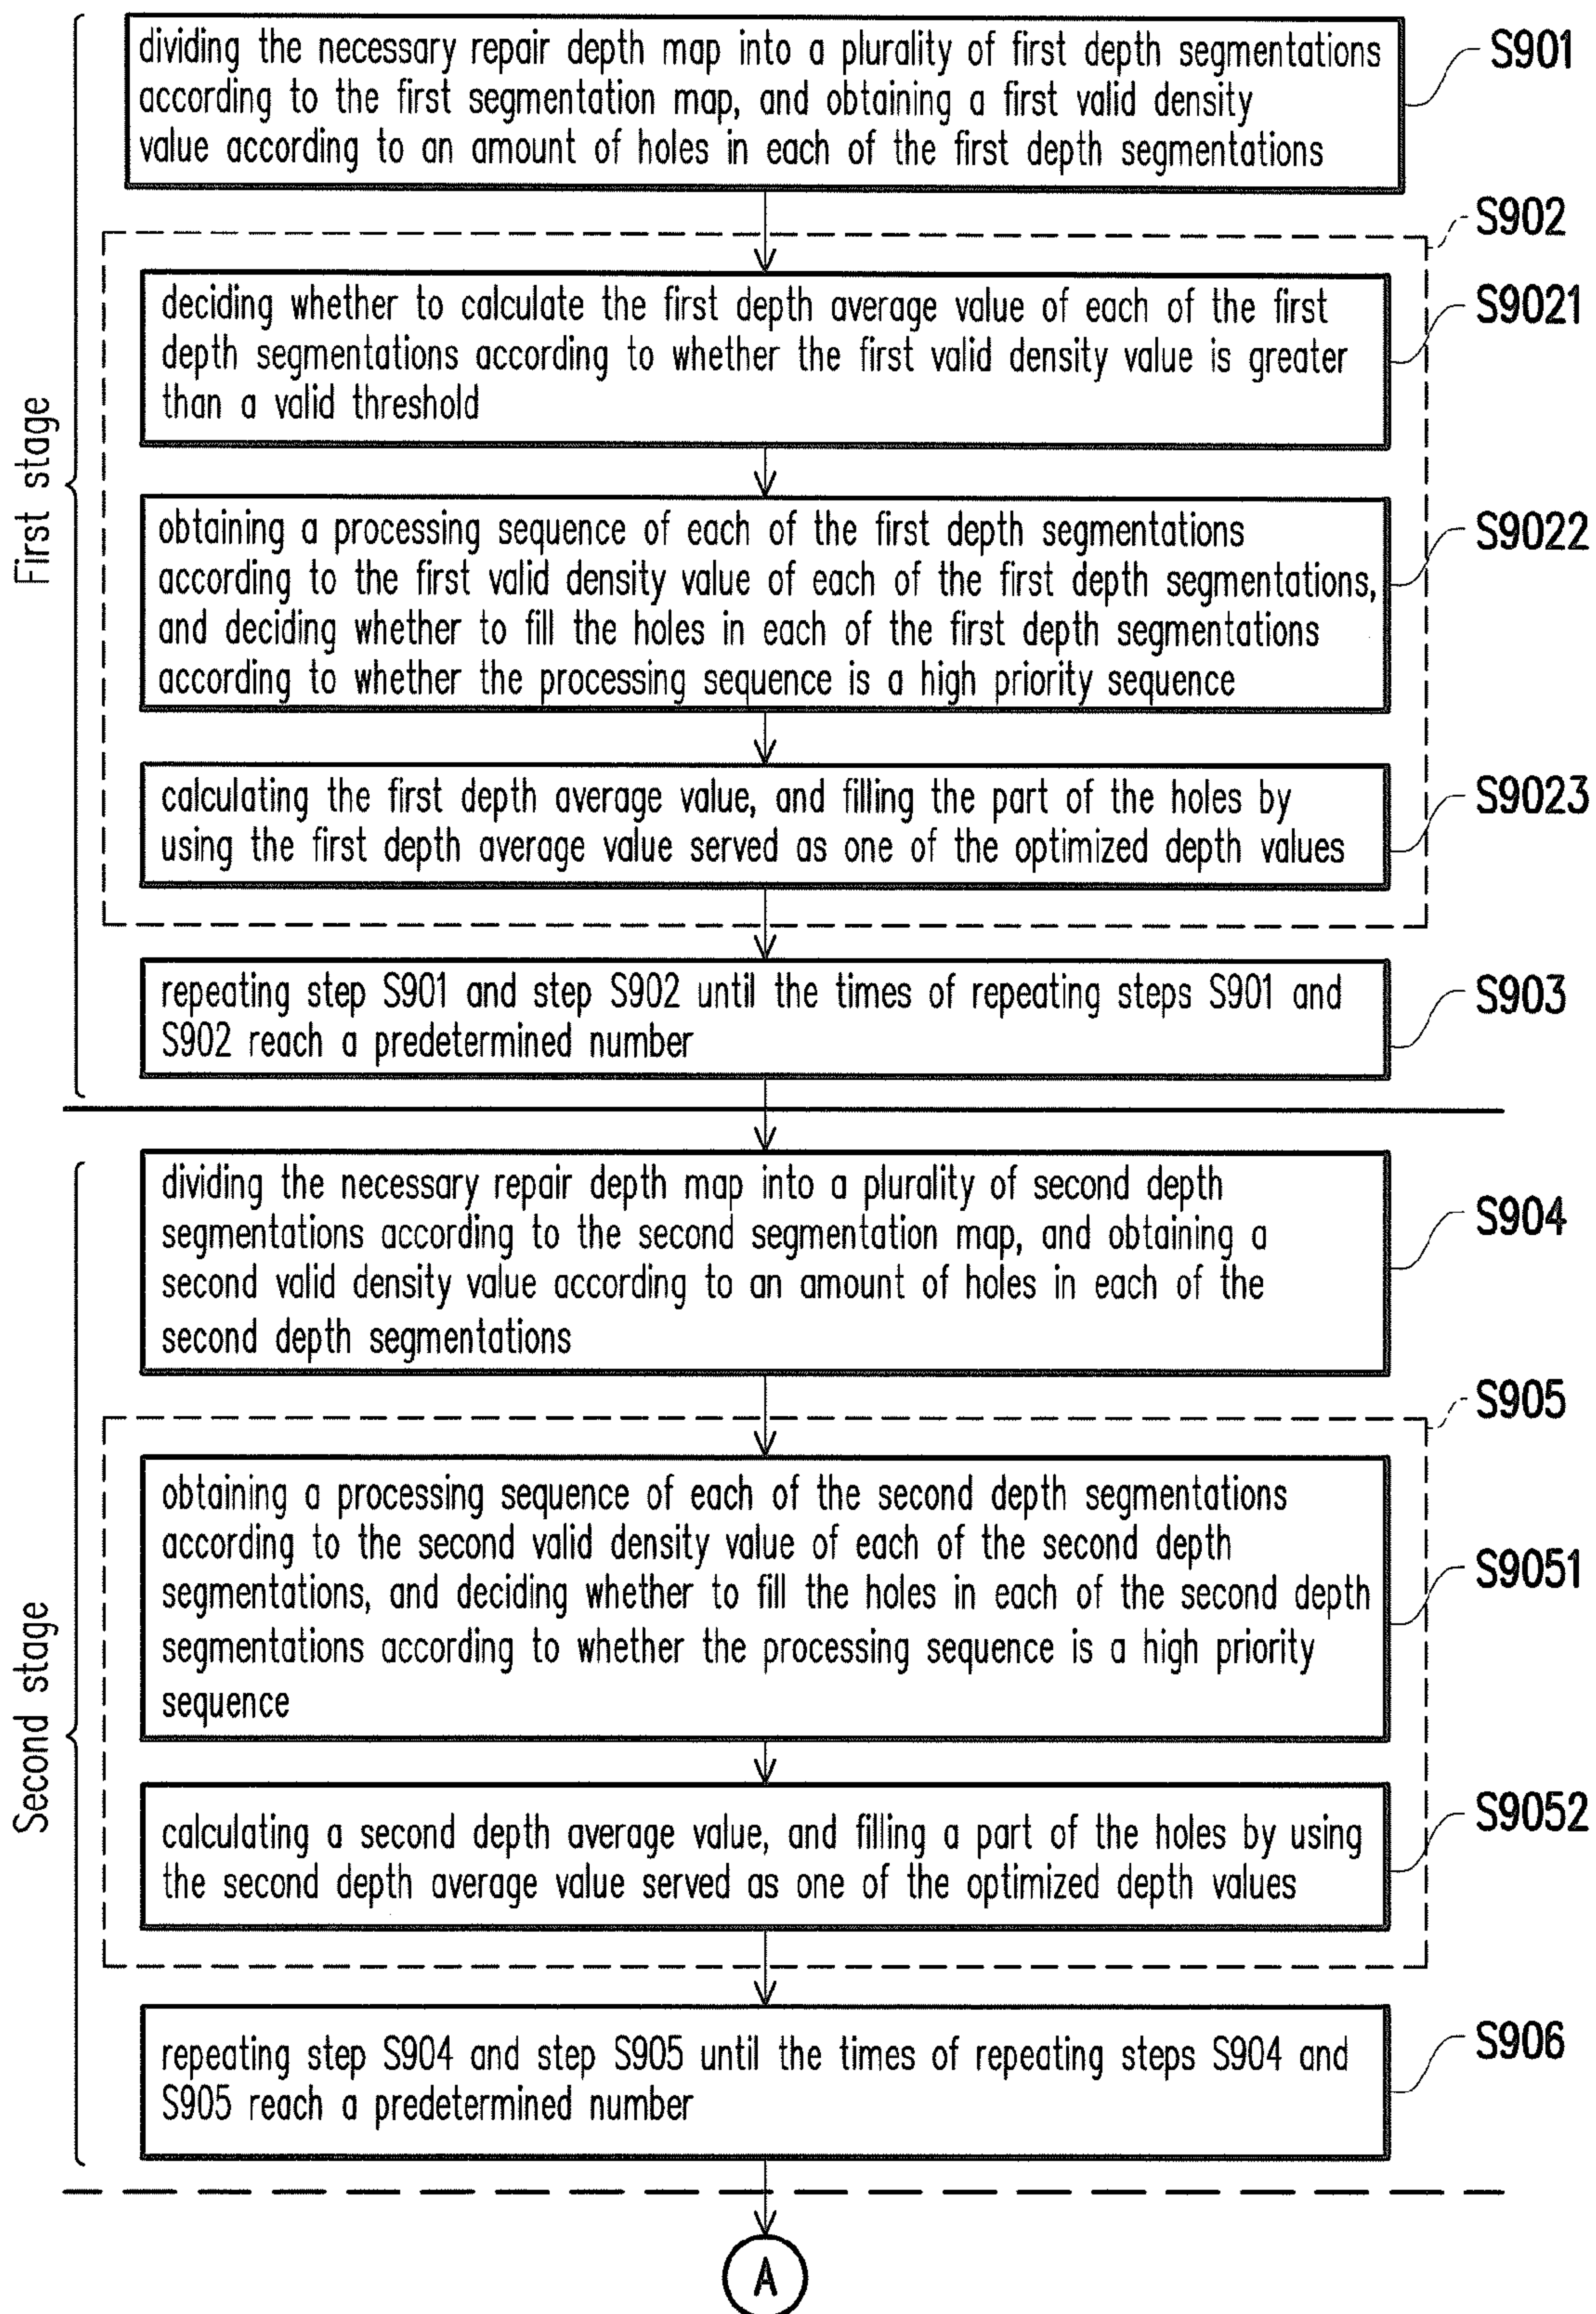 First stage
dividing the necessary repair depth map into a plurality of first depth segmentations
according to the first segmentation map, and obtaining a first valid density
value according to an amount of holes in each of the first depth segmentations
S901
S902
deciding whether to calculate the first depth average value of each of the first
depth segmentations according to whether the first valid density value is greater
than a valid threshold
S9021
obtaining a processing sequence of each of the first depth segmentations
according to the first valid density value of each of the first depth segmentations,
and deciding whether to fill the holes in each of the first depth segmentations
according to whether the processing sequence is a high priority sequence
S9022
calculating the first depth average value, and filling the part of the holes by
using the first depth average value served as one of the optimized depth values
S9023
repeating step S901 and step S902 until the times of repeating steps S901 and
S902 reach a predetermined number
S903
Second stage
dividing the necessary repair depth map into a plurality of second depth
segmentations according to the second segmentation map, and obtaining a
second valid density value according to an amount of holes in each of the
second depth segmentations
S904
S905
obtaining a processing sequence of each of the second depth segmentations
according to the second valid density value of each of the second depth
segmentations, and deciding whether to fill the holes in each of the second depth
segmentations according to whether the processing sequence is a high priority
sequence
S9051
calculating a second depth average value, and filling a part of the holes by using
the second depth average value served as one of the optimized depth values
S9052
repeating step S904 and step S905 until the times of repeating steps S904 and
S905 reach a predetermined number
S906
A